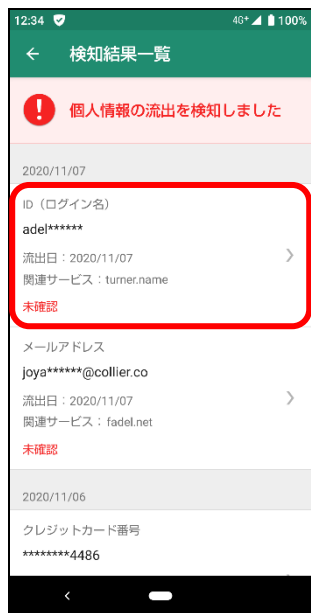 12:34 4G+ 100%
検知結果一覧
個人情報の流出を検知しました
2020/11/07
ID（ログイン名）
adel******
流出日：2020/11/07
関連サービス：turner.name
未確認
メールアドレス
joya******@collier.co
流出日：2020/11/07
関連サービス：fadel.net
未確認
2020/11/06
クレジットカード番号
********4486